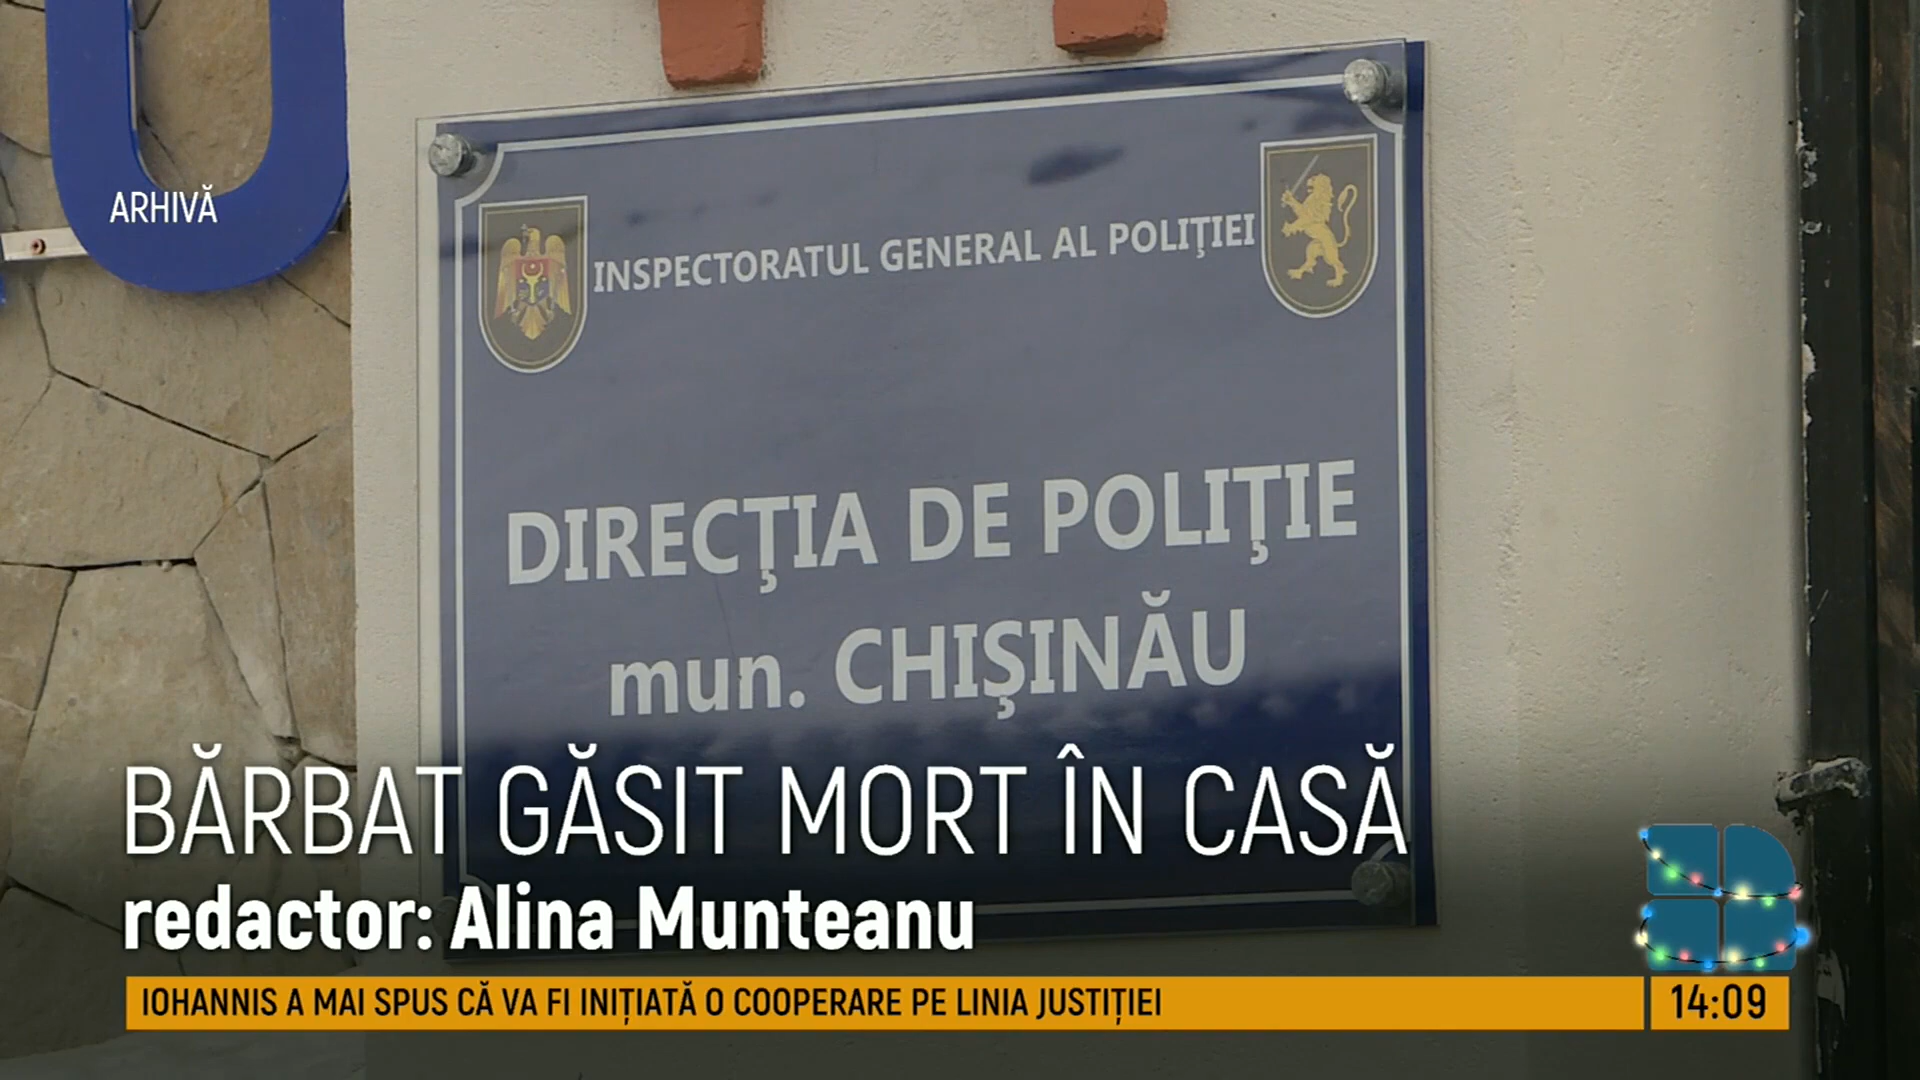 ARHIVĂ
INSPECTORATUL GENERAL AL POLIŢIEI
DIRECŢIA DE POLIŢIE
mun. CHIŞINĂU
BĂRBAT GĂSIT MORT ÎN CASĂ
redactor: Alina Munteanu
IOHANNIS A MAI SPUS CĂ VA FI INIȚIATĂ O COOPERARE PE LINIA JUSTIȚIEI
14:09